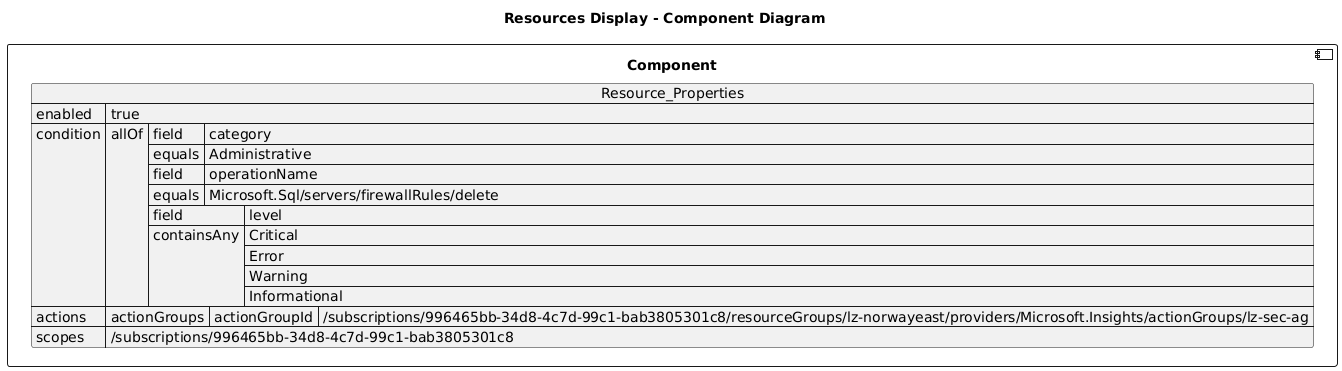 Resources Display - Component Diagram
Component
Resource_Properties
enabled true
condition allOf field category
equals Administrative
field operationName
equals Microsoft.Sql/servers/firewallRules/delete
field level
containsAny Critical
Error
Warning
Informational
actions actionGroups actionGroupId /subscriptions/996465bb-34d8-4c7d-99c1-bab3805301c8/resourceGroups/lz-norwayeast/providers/Microsoft.Insights/actionGroups/lz-sec-ag
scopes /subscriptions/996465bb-34d8-4c7d-99c1-bab3805301c8